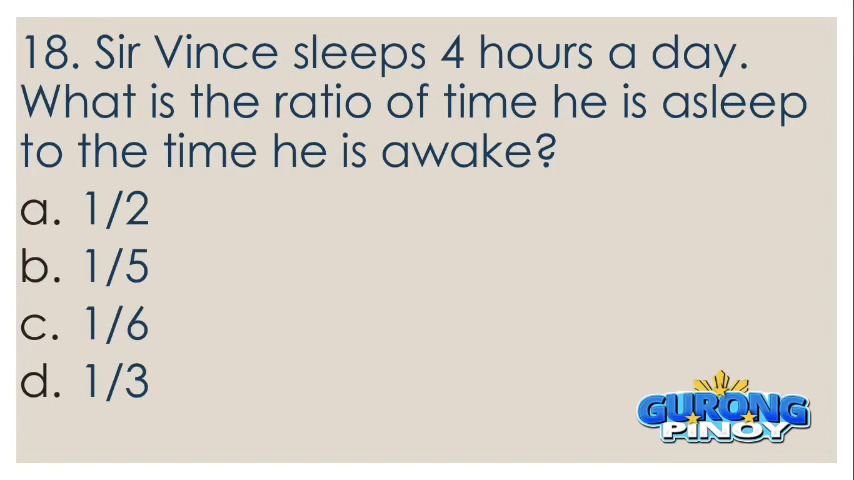 18. Sir Vince sleeps 4 hours a day.
What is the ratio of time he is asleep
to the time he is awake?
a. 1/2
b. 1/5
c. 1/6
d. 1/3
GURONG
PINOY